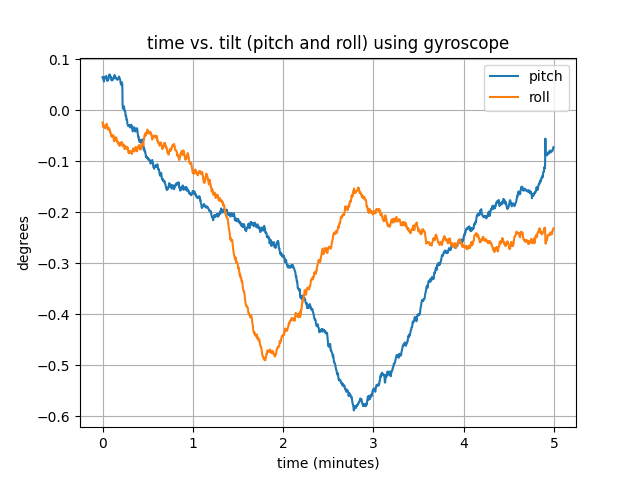 time vs. tilt (pitch and roll) using gyroscope
pitch
roll
degrees
0.1
0.0
−0.1
−0.2
−0.3
−0.4
−0.5
−0.6
0 1 2 3 4 5
time (minutes)